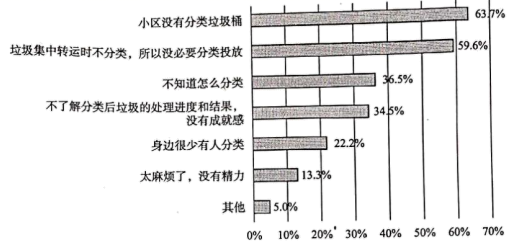 小区没有分类垃圾桶
63.7%
垃圾集中转运时不分类，所以没必要分类投放
59.6%
不知道怎么分类
36.5%
不了解分类后垃圾的处理进度和结果，
没有成就感
34.5%
身边很少有人分类
22.2%
太麻烦了，没有精力
13.3%
其他
5.0%
0% 10% 20% 30% 40% 50% 60% 70%